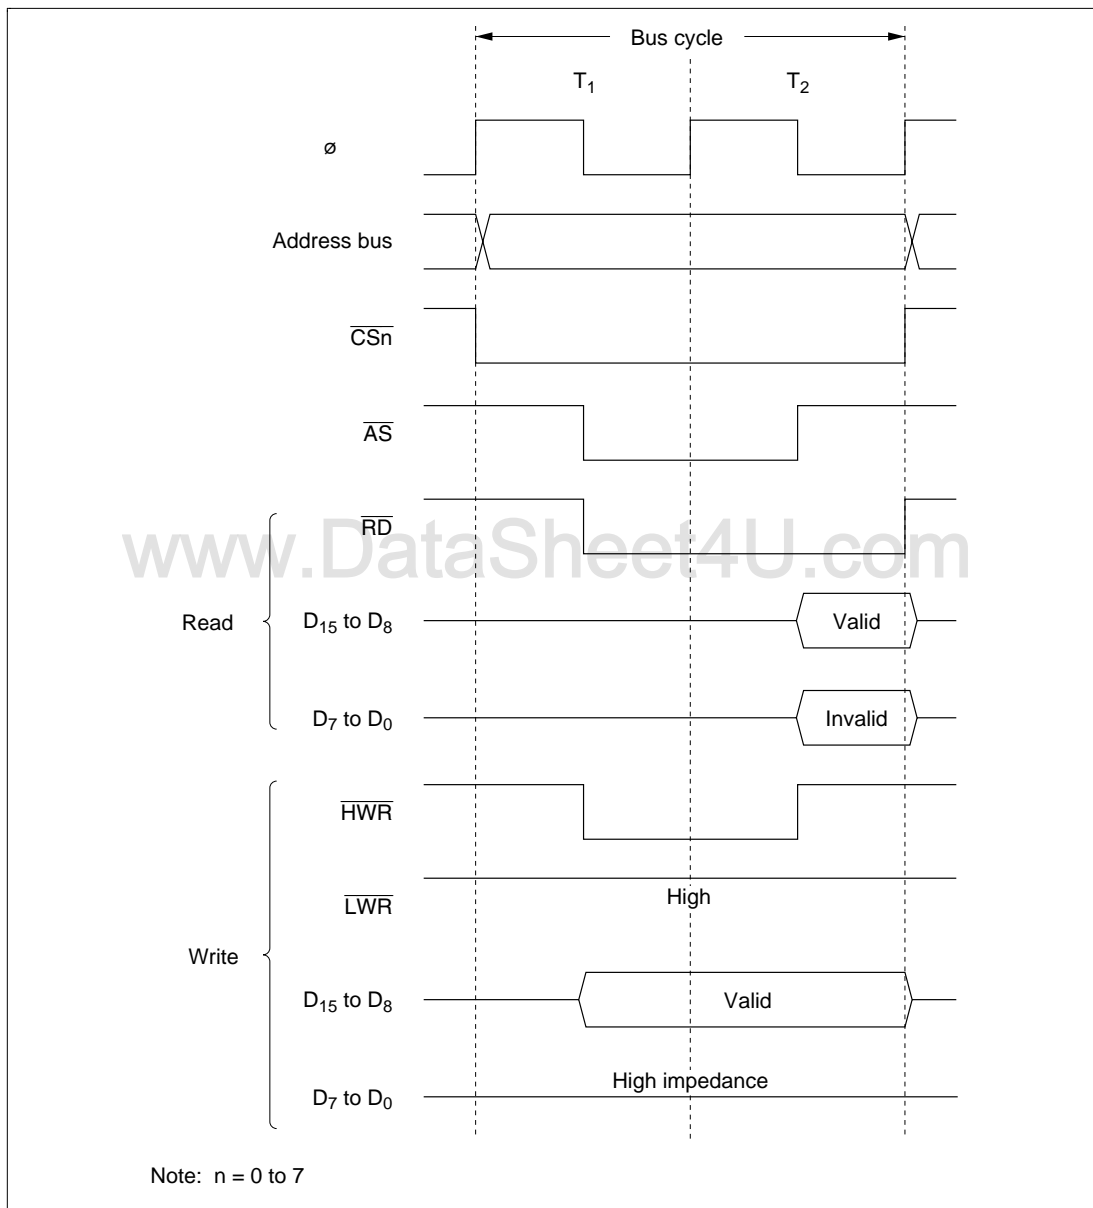 Bus cycle
T1 T2
ø
Address bus
CSn
AS
RD
www.DataSheet4U.com
Read
D15 to D8 Valid
D7 to D0 Invalid
HWR
LWR High
Write
D15 to D8 Valid
D7 to D0 High impedance
Note: n = 0 to 7